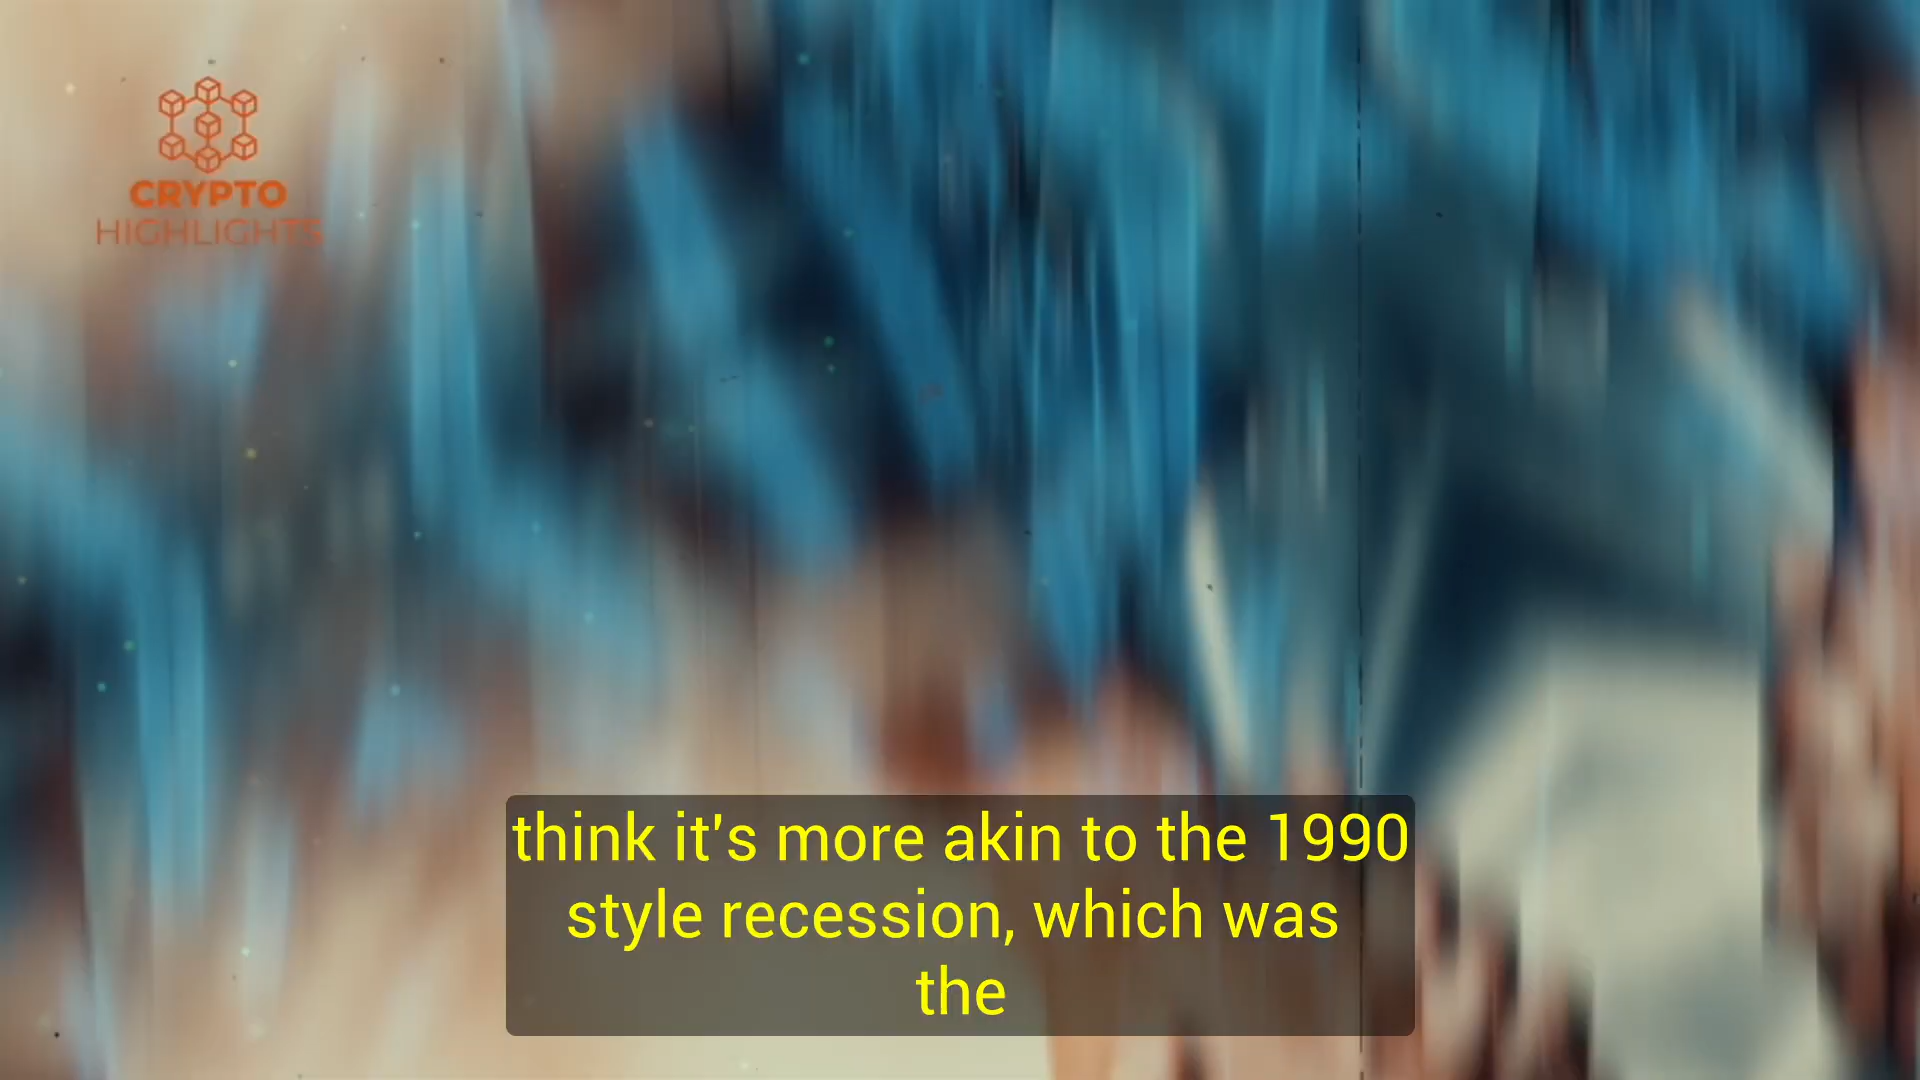 CRYPTO
HIGHLIGHTS
think it's more akin to the 1990
style recession, which was
the